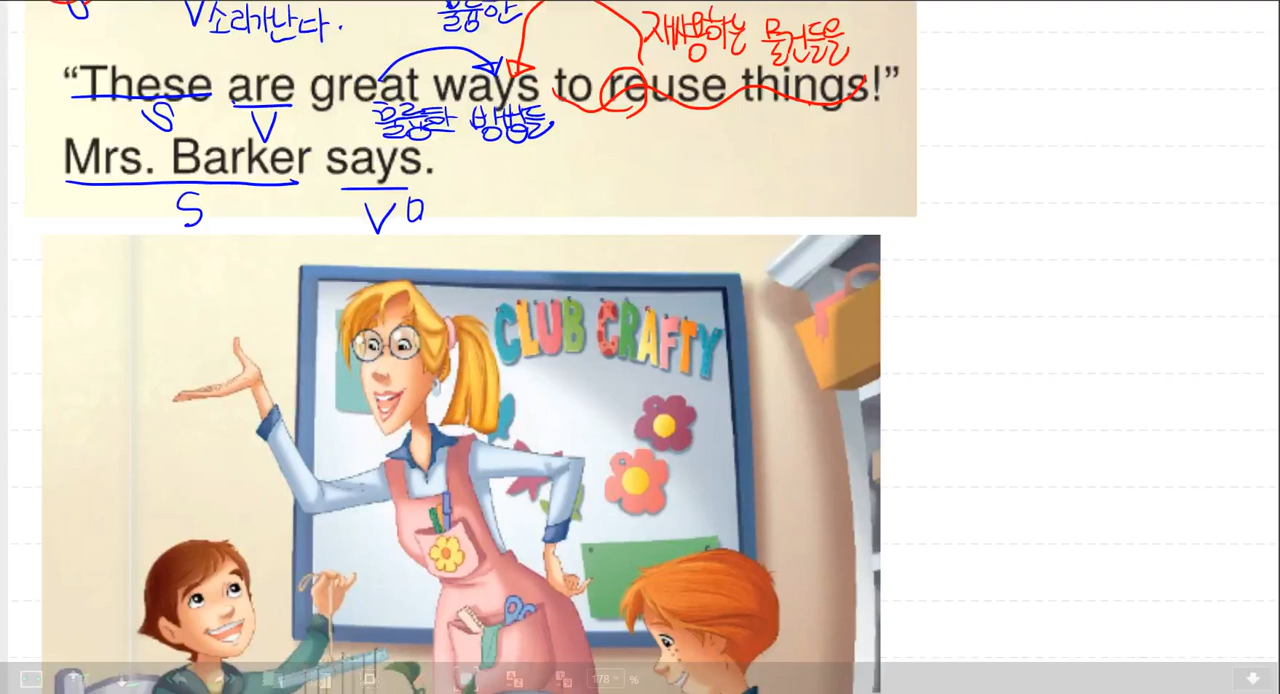 V 소리가난다.
재사용하는 물건들을
“These are great ways to reuse things!”
S V 훌륭한 방법들
Mrs. Barker says.
S V
CLUB CRAFTY
178 %